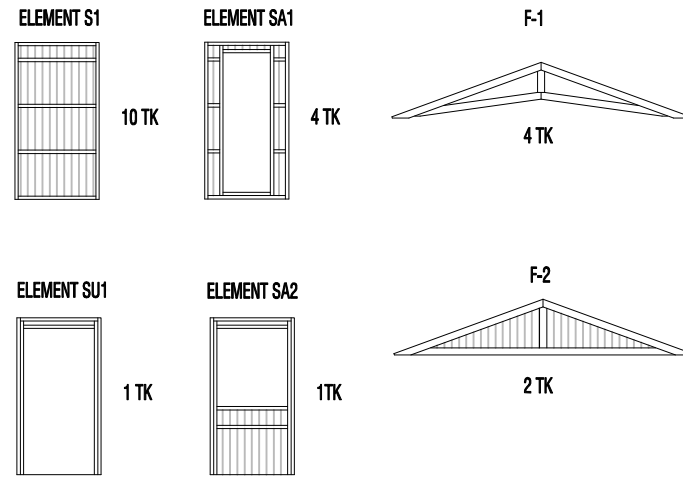 ELEMENT S1
10 TK
ELEMENT SA1
4 TK
F-1
4 TK
ELEMENT SU1
1 TK
ELEMENT SA2
1TK
F-2
2 TK